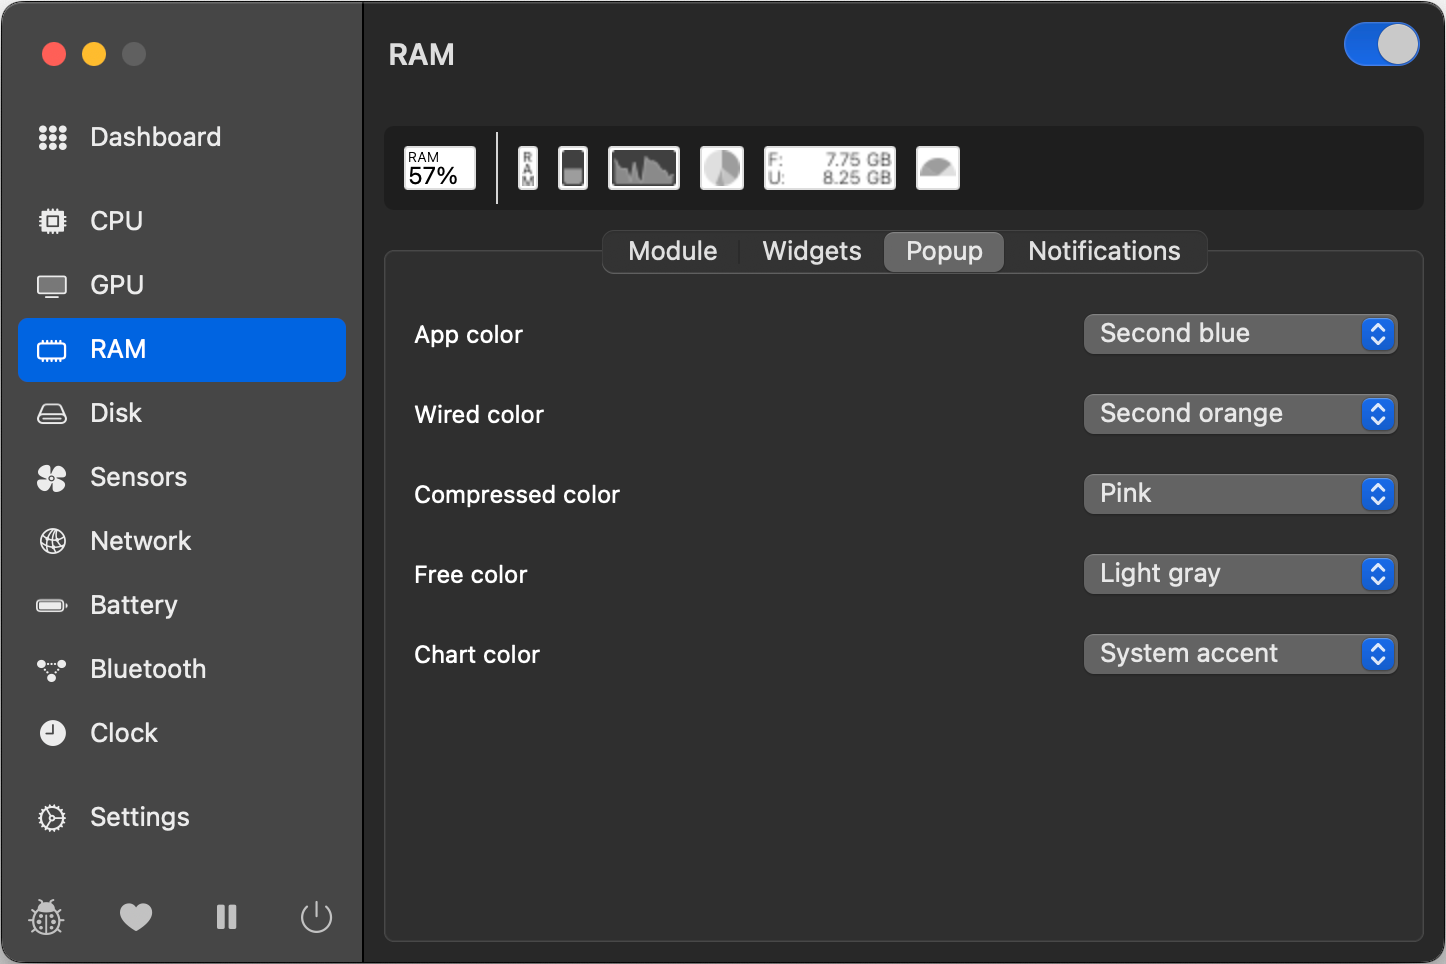 RAM
Dashboard
CPU
GPU
RAM
Disk
Sensors
Network
Battery
Bluetooth
Clock
Settings
RAM
57%
RAM
F: 7.75 GB
U: 8.25 GB
Module Widgets Popup Notifications
App color Second blue
Wired color Second orange
Compressed color Pink
Free color Light gray
Chart color System accent